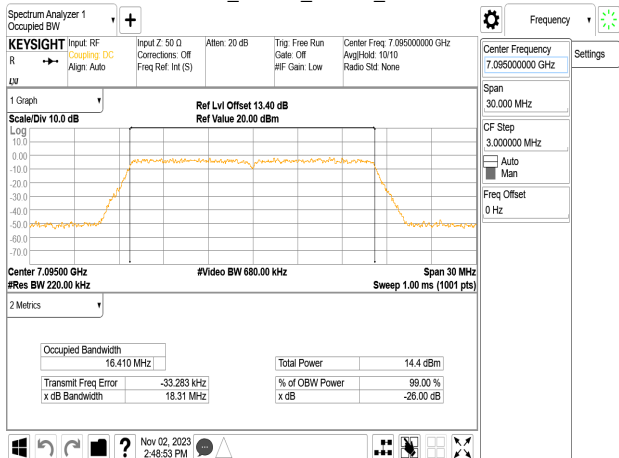 Spectrum Analyzer 1
Occupied BW
Frequency
KEYSIGHT
R
LXI
Input: RF
Coupling: DC
Align: Auto
Input Z: 50 Ω
Corrections: Off
Freq Ref: Int (S)
Atten: 20 dB
Trig: Free Run
Gate: Off
#IF Gain: Low
Center Freq: 7.095000000 GHz
Avg|Hold: 10/10
Radio Std: None
Center Frequency
7.095000000 GHz
Settings
Span
30.000 MHz
CF Step
3.000000 MHz
Auto
Man
Freq Offset
0 Hz
1 Graph
Scale/Div 10.0 dB
Ref Lvl Offset 13.40 dB
Ref Value 20.00 dBm
Log
10.0
0.00
-10.0
-20.0
-30.0
-40.0
-50.0
-60.0
-70.0
Center 7.09500 GHz
#Video BW 680.00 kHz
Span 30 MHz
#Res BW 220.00 kHz
Sweep 1.00 ms (1001 pts)
2 Metrics
Occupied Bandwidth
16.410 MHz
Total Power 14.4 dBm
Transmit Freq Error -33.283 kHz
% of OBW Power 99.00 %
x dB Bandwidth 18.31 MHz
x dB -26.00 dB
?
Nov 02, 2023
2:48:53 PM